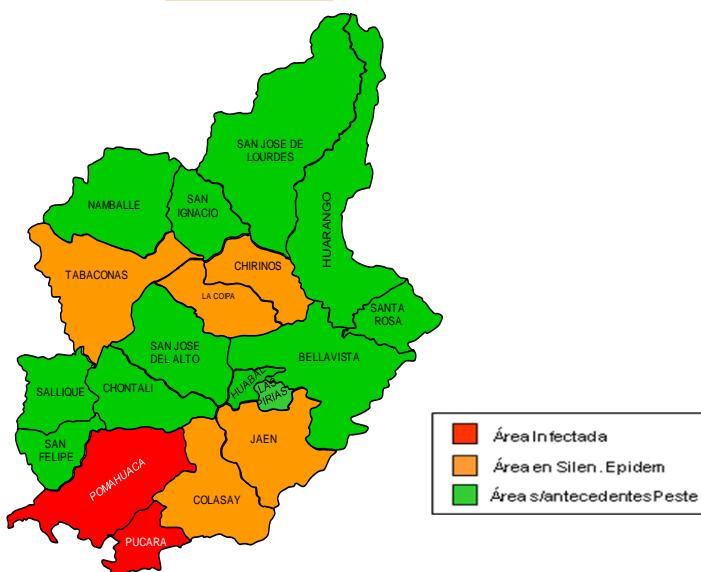 SAN JOSE DE
LOURDES
NAMBALLE
SAN
IGNACIO
HUARANGO
TABACONAS
CHIRINOS
LA COIPA
SANTA
ROSA
SAN JOSE
DEL ALTO
BELLAVISTA
SALLIQUE
CHONTALI
HUABAL
LAS
PIRIAS
SAN
FELIPE
JAEN
POMAHUACA
COLASAY
PUCARA
Área Infectada
Área en Silen. Epidem
Área s/antecedentes Peste